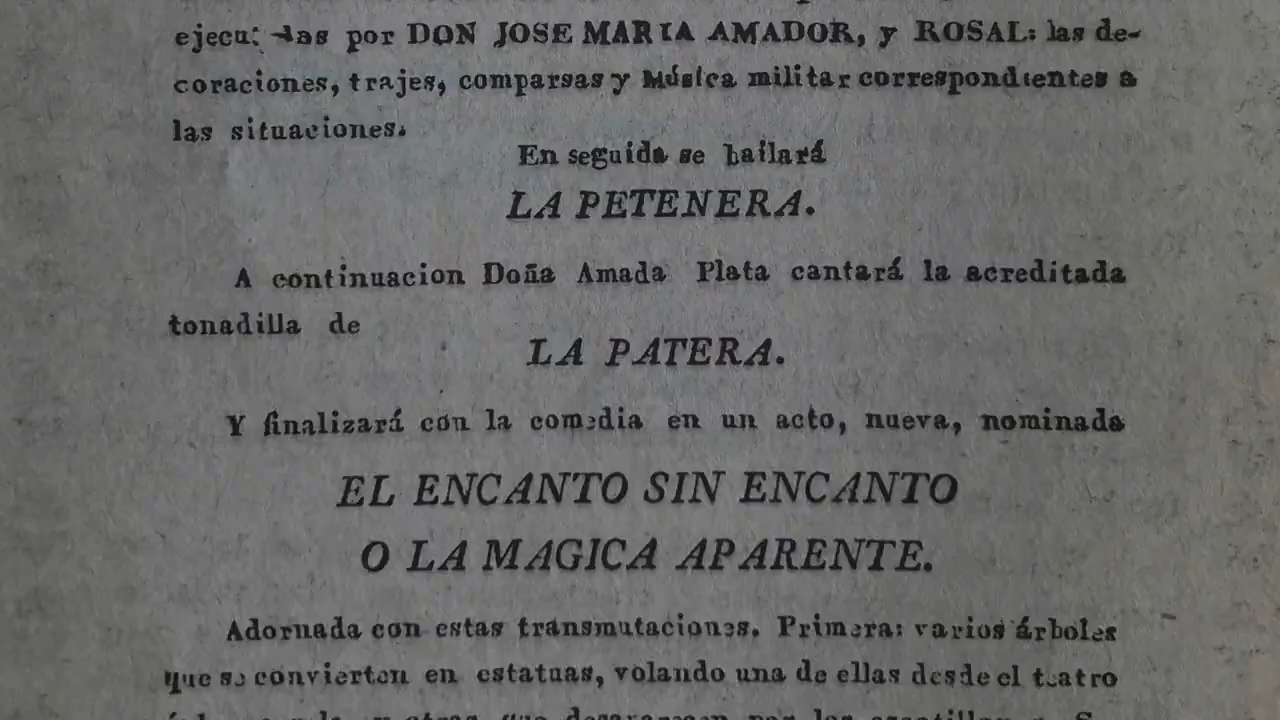 por DON JOSE MARIA AMADOR, y ROSAL: las de-
coraciones, trajes, comparsas y Música militar correspondientes a
las situaciones.
En seguida se bailará
LA PETENERA.
A continuacion Doña Amada Plata cantará la acreditada
tonadilla de
LA PATERA.
Y finalizará con la comedia en un acto, nueva, nominada
EL ENCANTO SIN ENCANTO
O LA MAGICA APARENTE.
Adornada con estas transmutaciones. Primera: varios árboles
que se convierten en estatuas, volando una de ellas desde el teatro